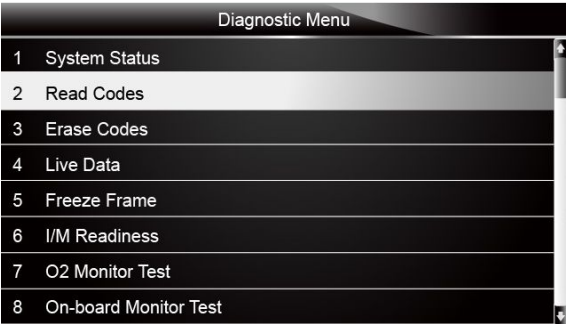 Diagnostic Menu
1 System Status
2 Read Codes
3 Erase Codes
4 Live Data
5 Freeze Frame
6 I/M Readiness
7 O2 Monitor Test
8 On-board Monitor Test